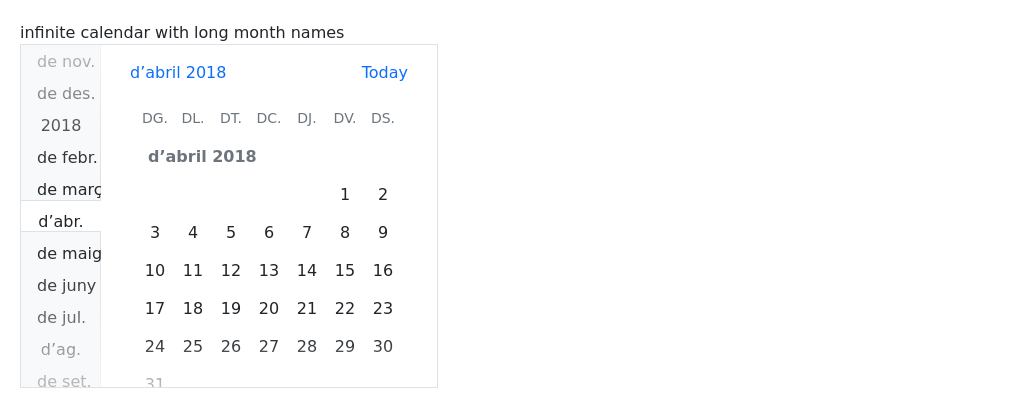 infinite calendar with long month names
de nov.
de des.
2018
de febr.
de març
d’abr.
de maig
de juny
de jul.
d’ag.
de set.
d’abril 2018 Today
DG. DL. DT. DC. DJ. DV. DS.
d’abril 2018
1 2
3 4 5 6 7 8 9
10 11 12 13 14 15 16
17 18 19 20 21 22 23
24 25 26 27 28 29 30
31